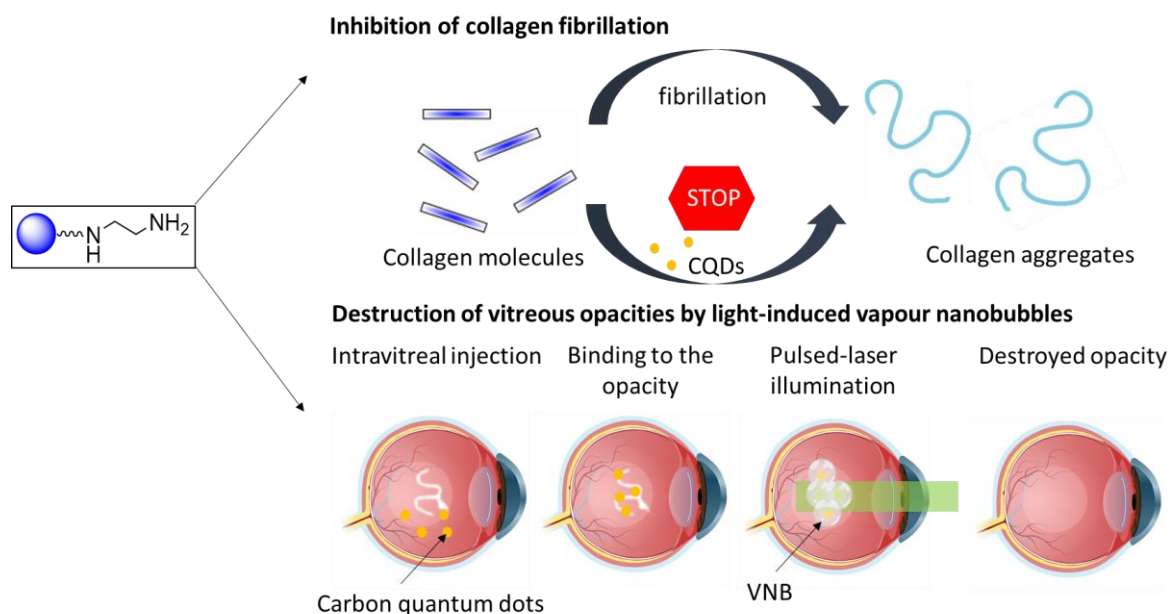 Inhibition of collagen fibrillation
fibrillation
STOP
NH2
N
H
Collagen molecules
CQDs
Collagen aggregates
Destruction of vitreous opacities by light-induced vapour nanobubbles
Intravitreal injection
Binding to the
opacity
Pulsed-laser
illumination
Destroyed opacity
Carbon quantum dots
VNB